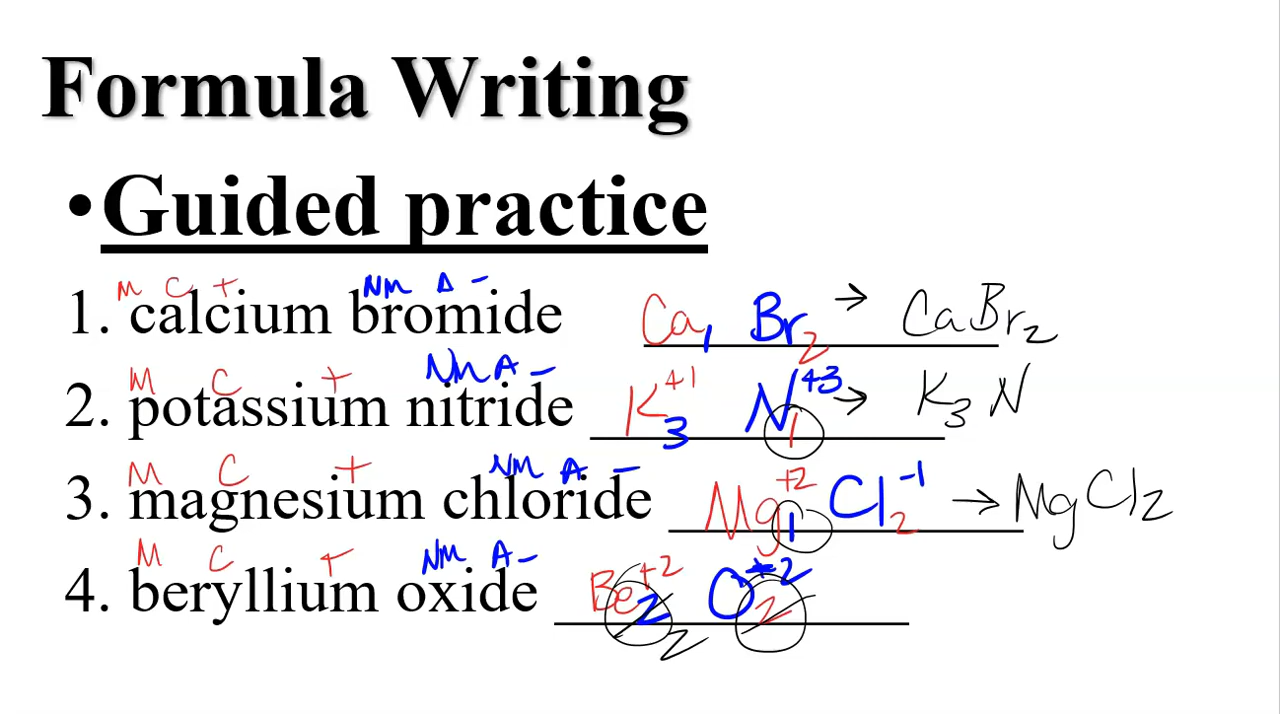 Formula Writing
•Guided practice
M C + NM A -
1. calcium bromide Ca1 Br2 → CaBr2
M C + NM A -
2. potassium nitride K+1 3 N+3 1 → K3N
M C + NM A -
3. magnesium chloride Mg+2 1 Cl-1 2 → MgCl2
M C + NM A -
4. beryllium oxide Be+2 2 O 2 2
2